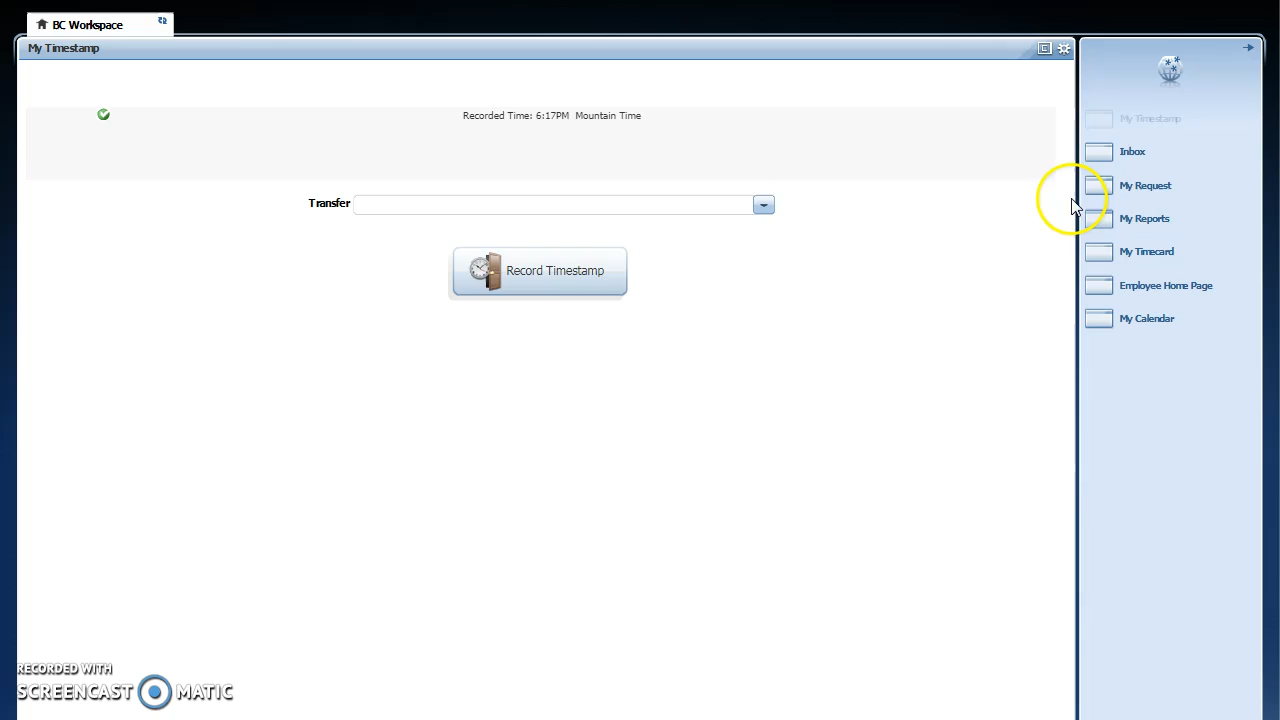 BC Workspace
My Timestamp
Recorded Time: 6:17PM Mountain Time
Transfer
Record Timestamp
My Timestamp
Inbox
My Request
My Reports
My Timecard
Employee Home Page
My Calendar
RECORDED WITH
SCREENCAST MATIC